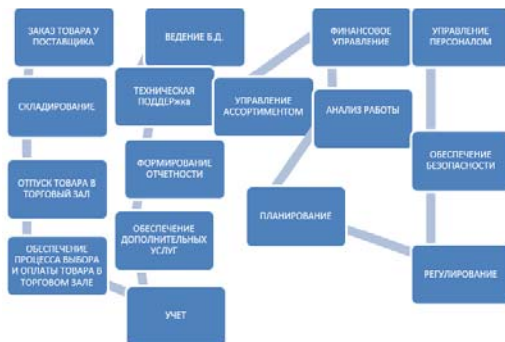 ЗАКАЗ ТОВАРА У
ПОСТАВЩИКА
СКЛАДИРОВАНИЕ
ОТПУСК ТОВАРА В
ТОРГОВЫЙ ЗАЛ
ОБЕСПЕЧЕНИЕ
ПРОЦЕССА ВЫБОРА
И ОПЛАТЫ ТОВАРА В
ТОРГОВОМ ЗАЛЕ
УЧЕТ
ОБЕСПЕЧЕНИЕ
ДОПОЛНИТЕЛЬНЫХ
УСЛУГ
ФОРМИРОВАНИЕ
ОТЧЕТНОСТИ
ТЕХНИЧЕСКАЯ
ПОДДЕРжка
ВЕДЕНИЕ Б.Д.
УПРАВЛЕНИЕ
АССОРТИМЕНТОМ
ФИНАНСОВОЕ
УПРАВЛЕНИЕ
АНАЛИЗ РАБОТЫ
ПЛАНИРОВАНИЕ
РЕГУЛИРОВАНИЕ
ОБЕСПЕЧЕНИЕ
БЕЗОПАСНОСТИ
УПРАВЛЕНИЕ
ПЕРСОНАЛОМ